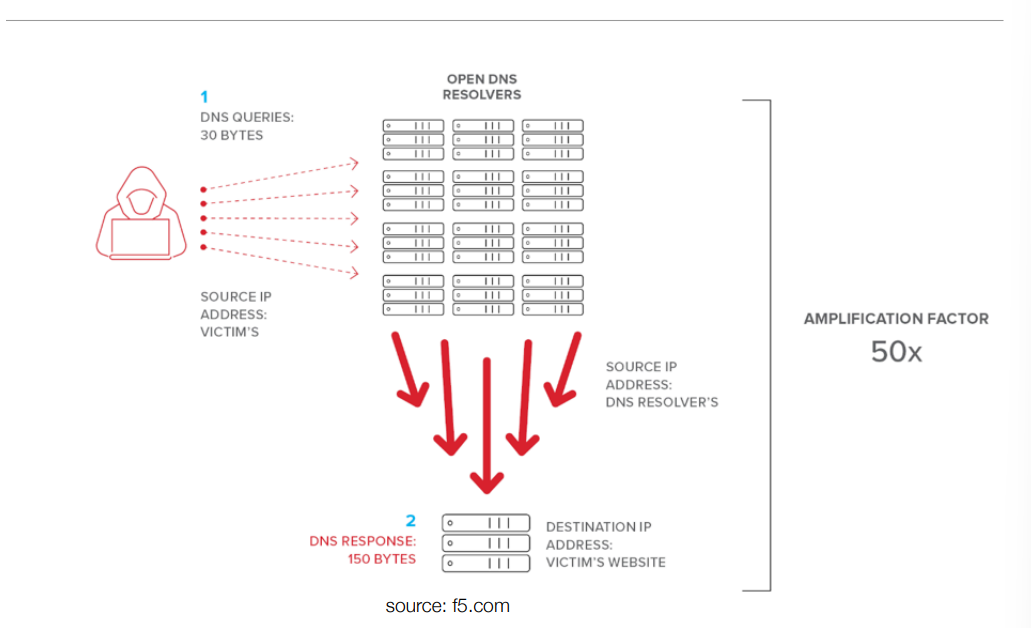 OPEN DNS
RESOLVERS
1
DNS QUERIES:
30 BYTES
SOURCE IP
ADDRESS:
VICTIM'S
SOURCE IP
ADDRESS:
DNS RESOLVER'S
AMPLIFICATION FACTOR
50x
2
DNS RESPONSE:
150 BYTES
DESTINATION IP
ADDRESS:
VICTIM'S WEBSITE
source: f5.com